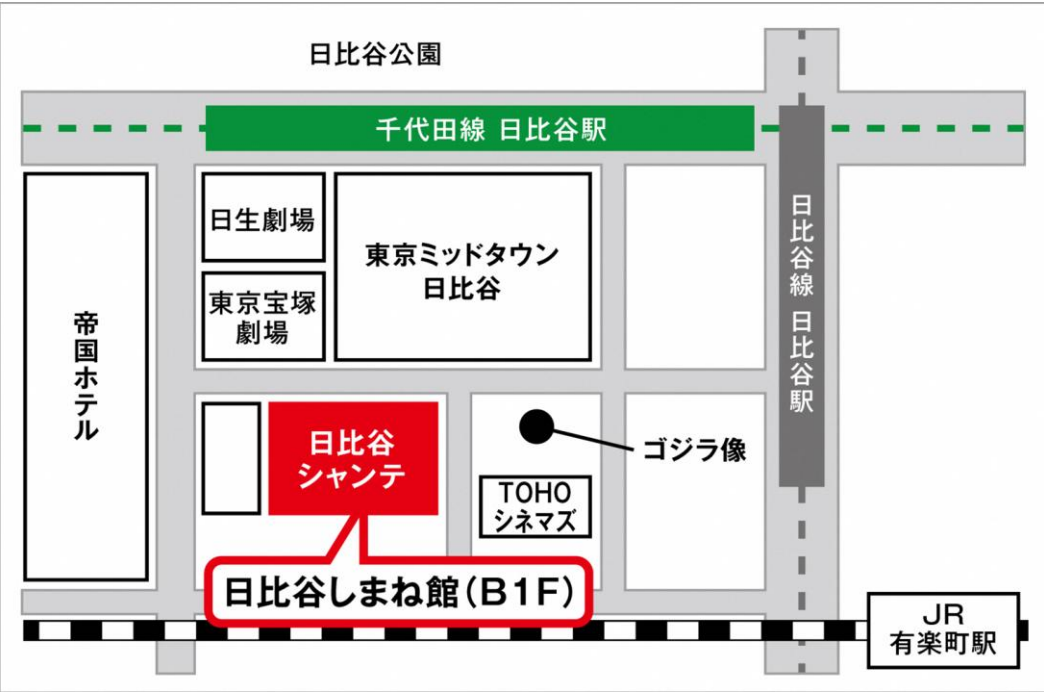 日比谷公園
千代田線 日比谷駅
日生劇場
東京ミッドタウン
日比谷
東京宝塚
劇場
帝国ホテル
日比谷線 日比谷駅
日比谷
シャンテ
ゴジラ像
TOHO
シネマズ
日比谷しまね館(B1F)
JR
有楽町駅